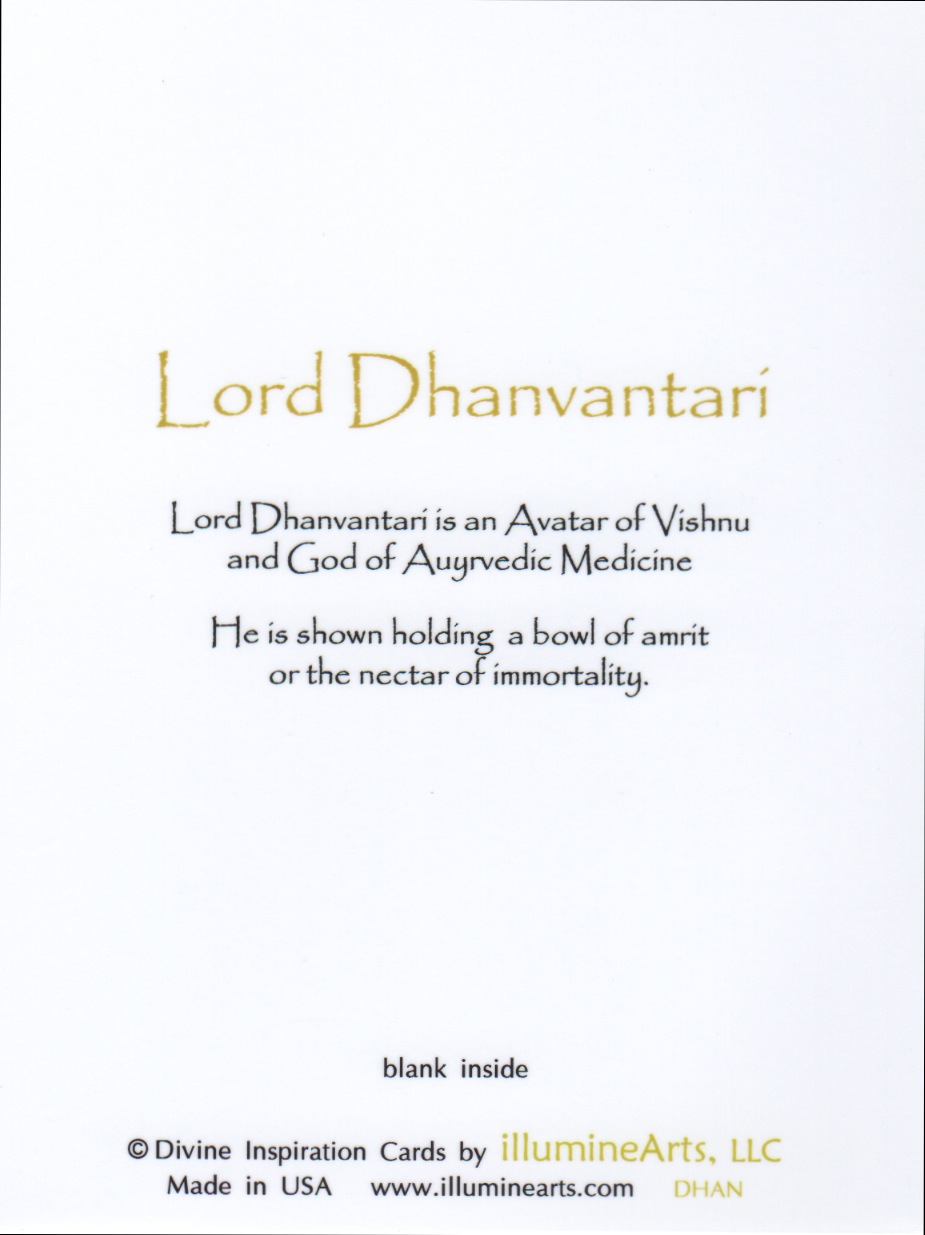 Lord Dhanvantari
Lord Dhanvantari is an Avatar of Vishnu
and God of Auyrvedic Medicine
He is shown holding a bowl of amrit
or the nectar of immortality.
blank inside
© Divine Inspiration Cards by illumineArts, LLC
Made in USA www.illuminearts.com DHAN